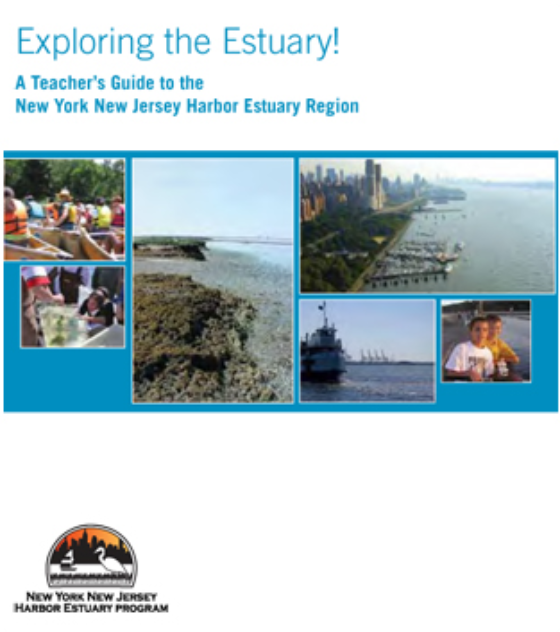 Exploring the Estuary!
A Teacher's Guide to the
New York New Jersey Harbor Estuary Region
NEW YORK NEW JERSEY
HARBOR ESTUARY PROGRAM